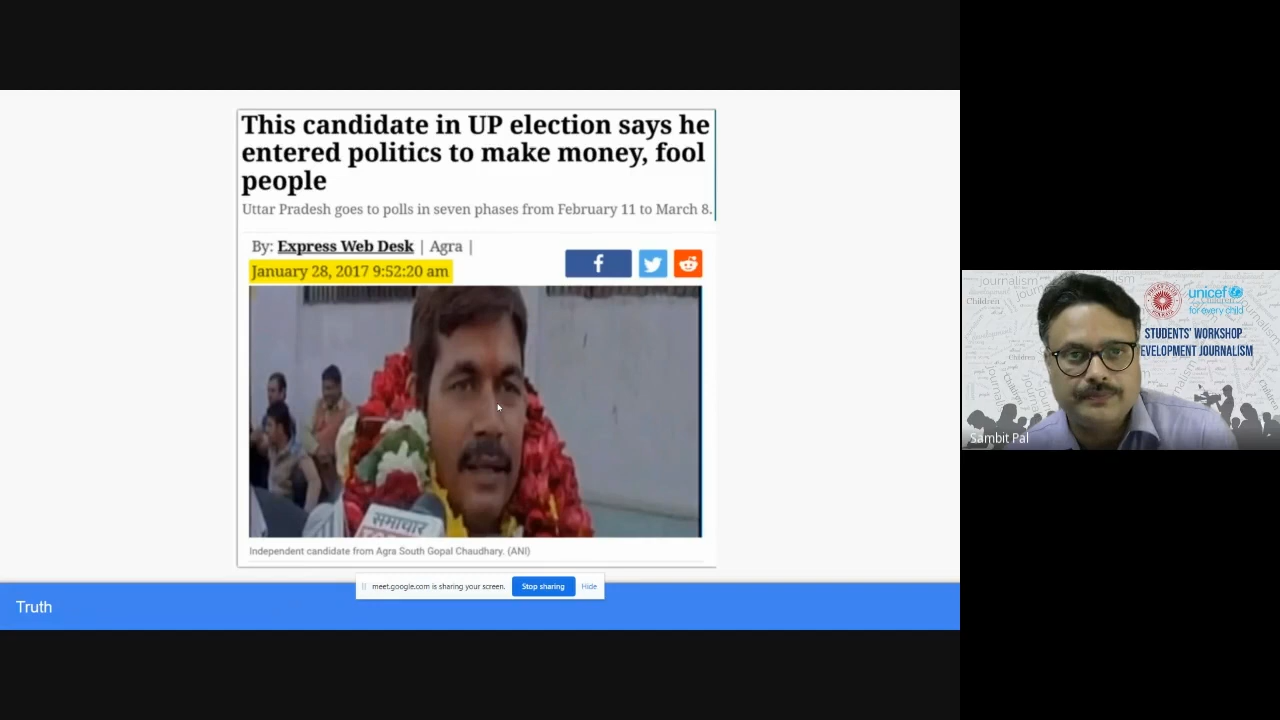 This candidate in UP election says he
entered politics to make money, fool
people
Uttar Pradesh goes to polls in seven phases from February 11 to March 8.
By: Express Web Desk | Agra |
January 28, 2017 9:52:20 am
समाचार
Independent candidate from Agra South Gopal Chaudhary. (ANI)
meet.google.com is sharing your screen.
Stop sharing
Hide
Truth
journalism
Children
unicef
for every child
STUDENTS' WORKSHOP
EVELOPMENT JOURNALISM
Sambit Pal